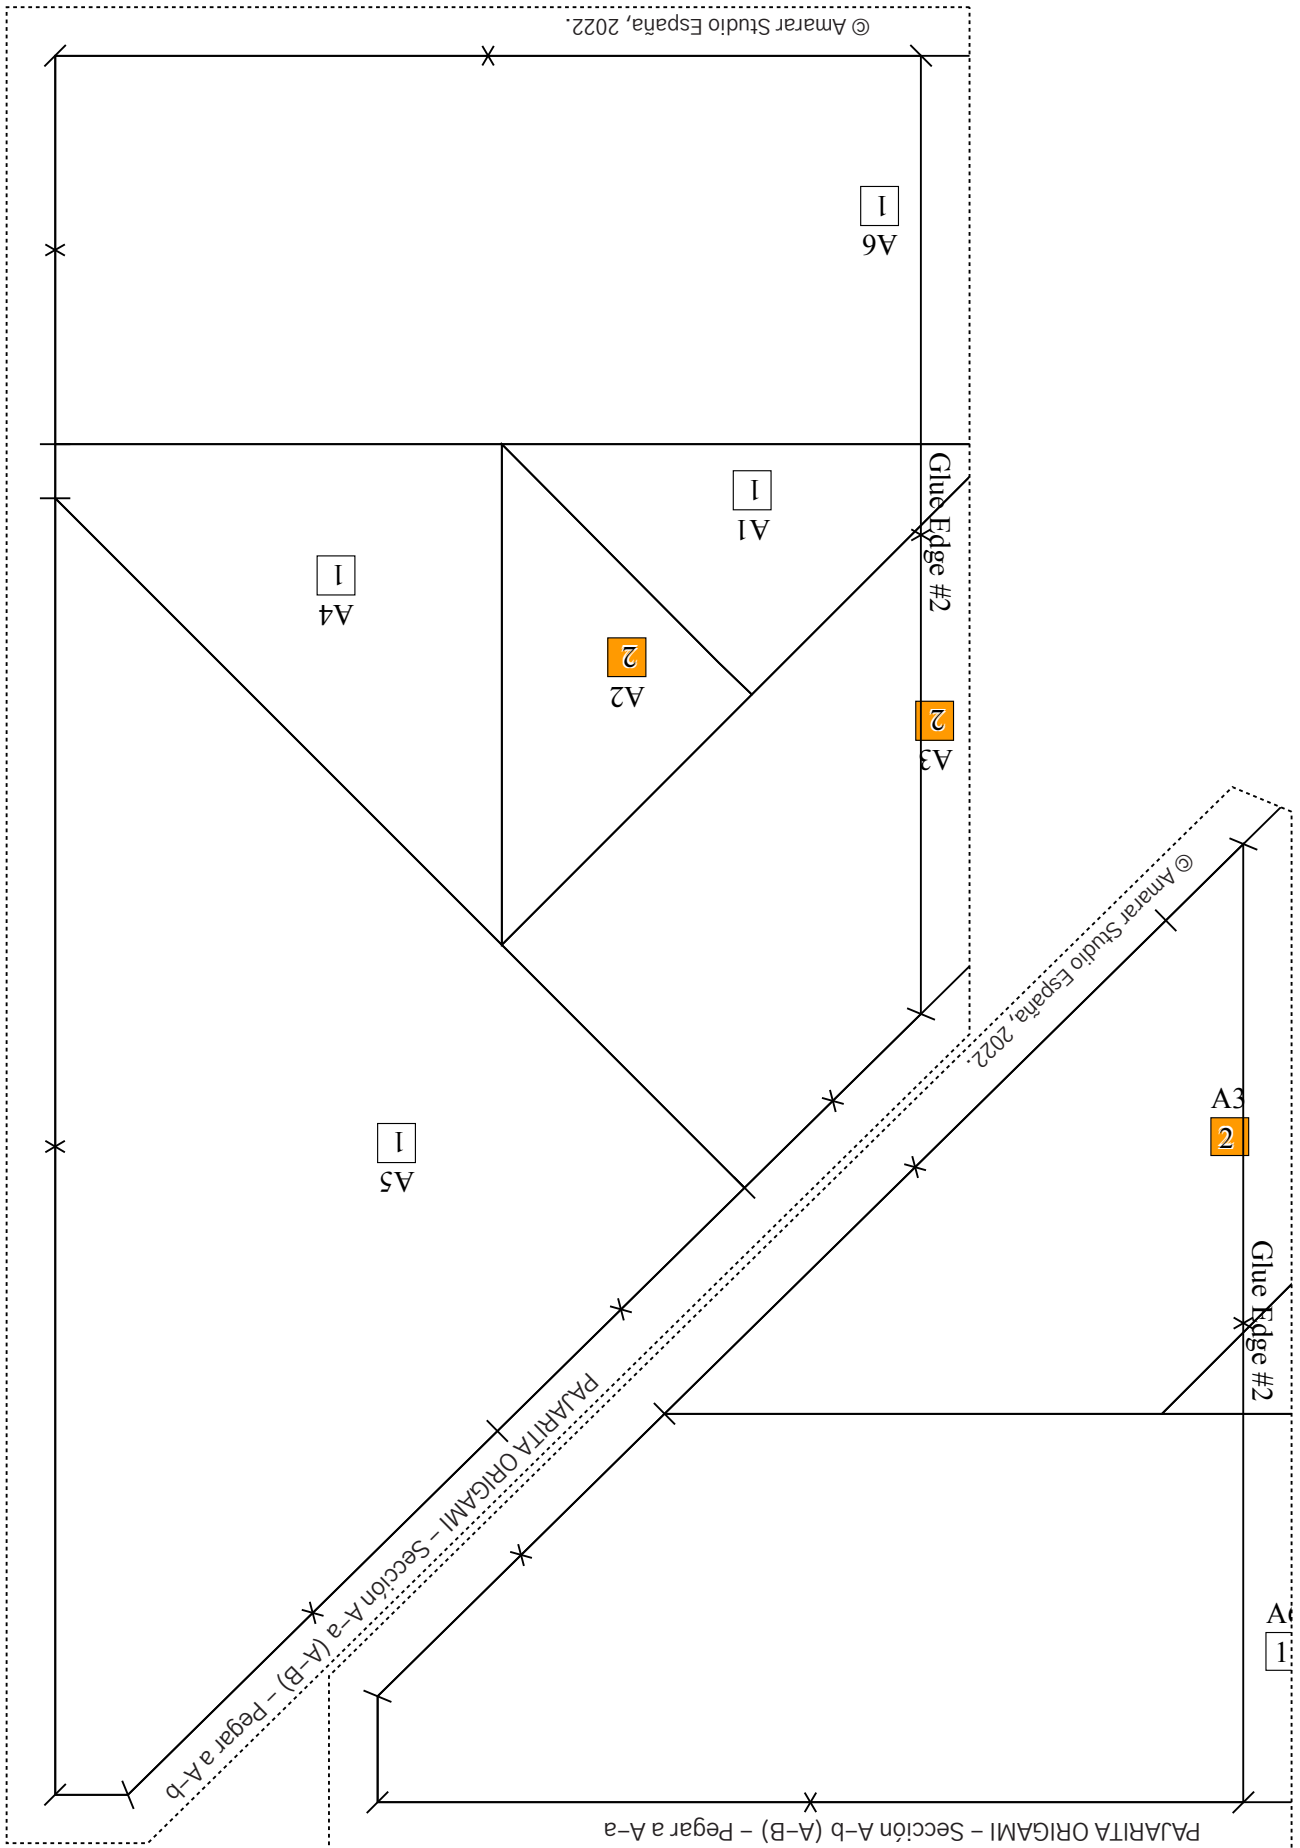 © Amarar Studio España, 2022.
1
A6
Glue Edge #2
1
A1
1
A4
2
A2
2
A3
1
A5
PAJARITA ORIGAMI – Sección A–a (A–B) – Pegar a A–b
© Amarar Studio España, 2022.
A3
2
Glue Edge #2
A6
1
PAJARITA ORIGAMI – Sección A–b (A–B) – Pegar a A–a